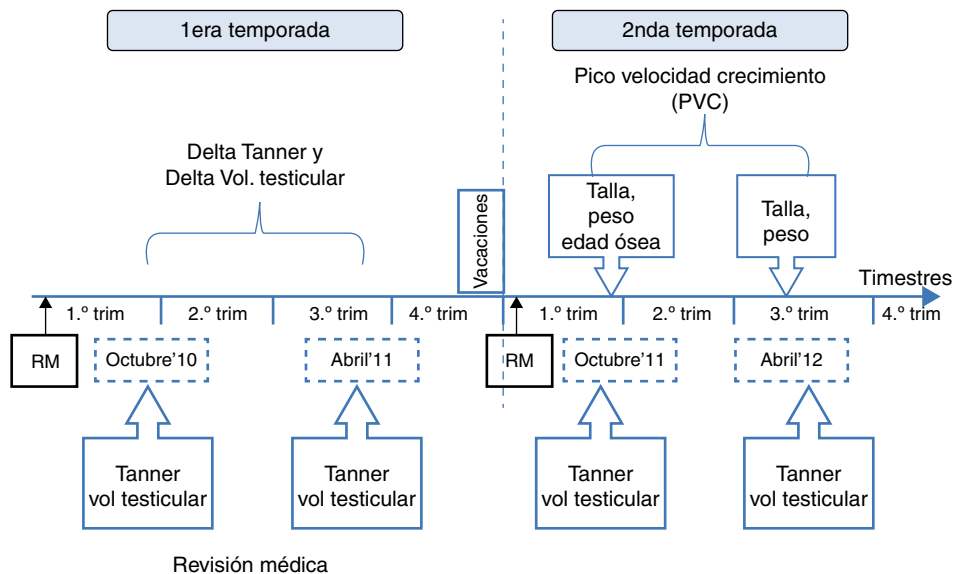 1era temporada
2nda temporada
Pico velocidad crecimiento
(PVC)
Delta Tanner y
Delta Vol. testicular
Vacaciones
Talla,
peso
edad ósea
Talla,
peso
Timestres
1.º trim
2.º trim
3.º trim
4.º trim
1.º trim
2.º trim
3.º trim
4.º trim
RM
Octubre’10
Abril’11
RM
Octubre’11
Abril’12
Tanner
vol testicular
Tanner
vol testicular
Tanner
vol testicular
Tanner
vol testicular
Revisión médica